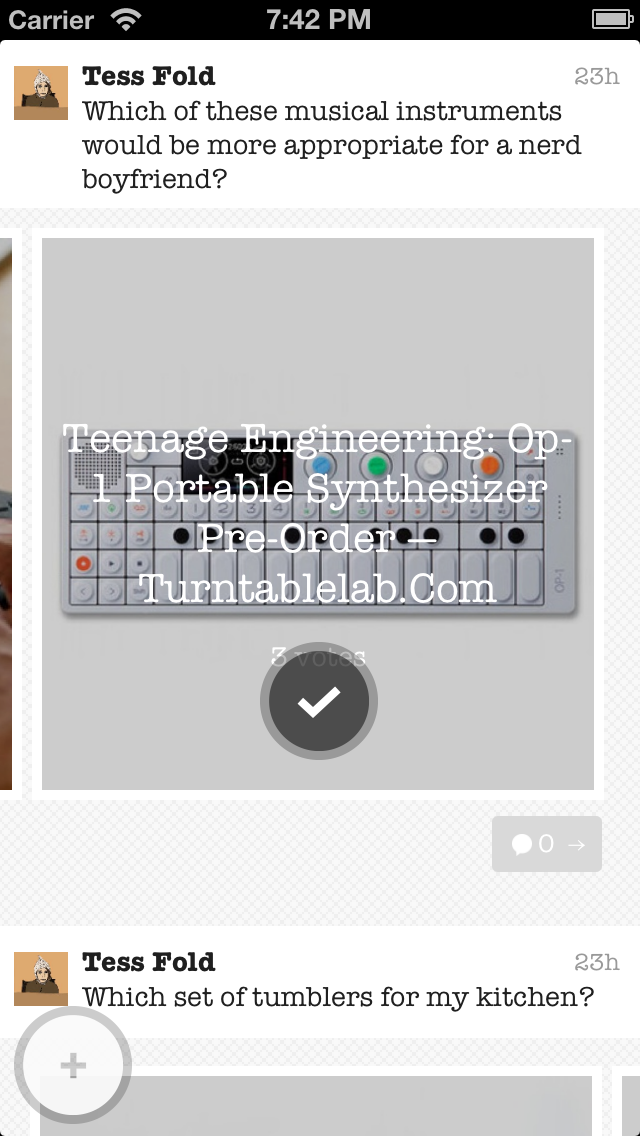 Carrier 7:42 PM
Tess Fold 23h
Which of these musical instruments
would be more appropriate for a nerd
boyfriend?
Teenage Engineering: Op-
1 Portable Synthesizer
Pre-Order —
Turntablelab.Com
OP-1
3 votes
0 →
Tess Fold 23h
Which set of tumblers for my kitchen?
+